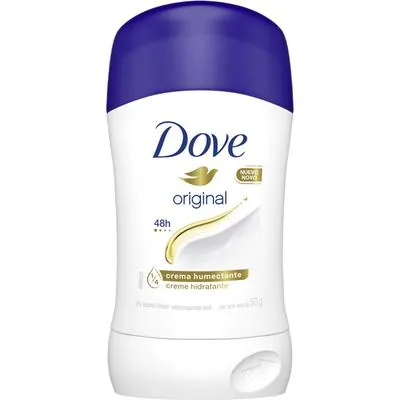 Dove
NUEVO
NOVO
original
48h
1/4
crema humectante
creme hidratante
50 g